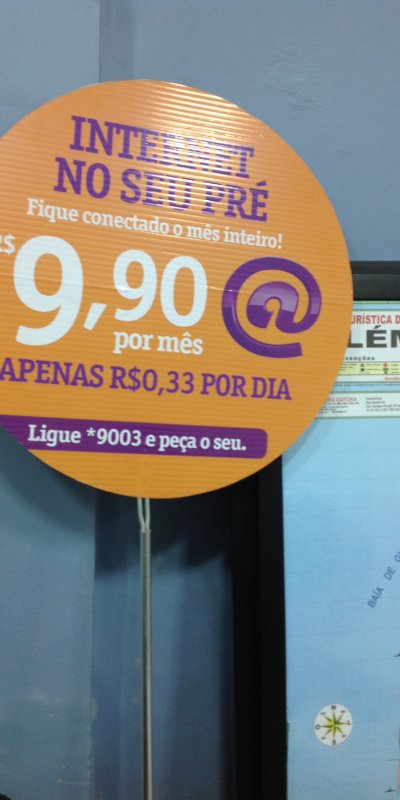 INTERNET
NO SEU PRÉ
Fique conectado o mês inteiro!
R$ 9,90
por mês
@
APENAS R$0,33 POR DIA
Ligue *9003 e peça o seu.
URÍSTICA D
LÉM
venções
BAÍA DE G
N
O L
S